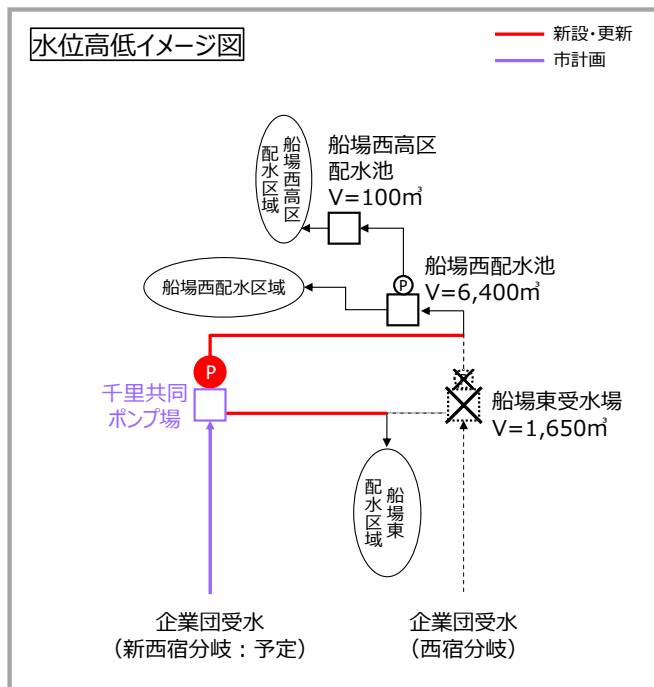 水位高低イメージ図
新設・更新
市計画
船場西高区
配水区域
船場西高区
配水池
V=100㎥
船場西配水池
V=6,400㎥
P
船場西配水区域
P
千里共同
ポンプ場
船場東受水場
V=1,650㎥
船場東
配水区域
企業団受水
（新西宿分岐：予定）
企業団受水
（西宿分岐）